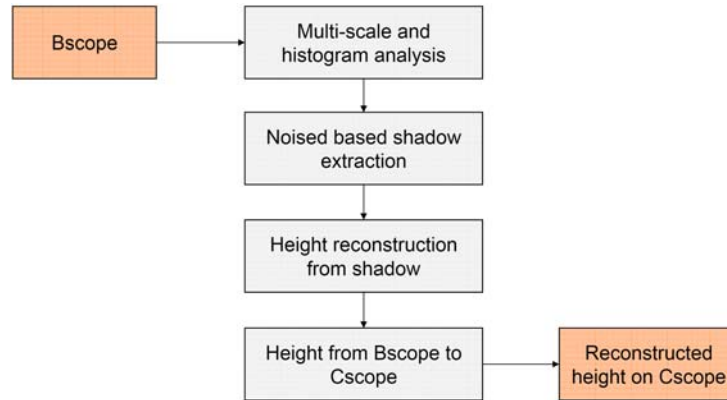 Bscope
Multi-scale and
histogram analysis
Noised based shadow
extraction
Height reconstruction
from shadow
Height from Bscope to
Cscope
Reconstructed
height on Cscope